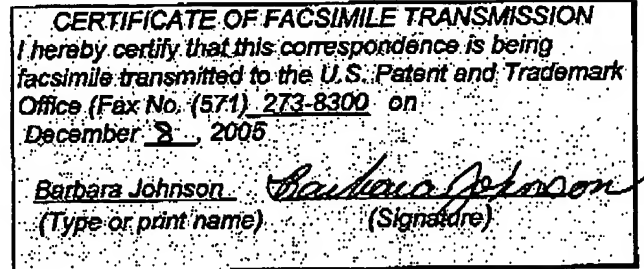 CERTIFICATE OF FACSIMILE TRANSMISSION
I hereby certify that this correspondence is being
facsimile transmitted to the U.S. Patent and Trademark
Office (Fax No. (571) 273-8300 on
December 8, 2005
Barbara Johnson Barbara Johnson
(Type or print name) (Signature)